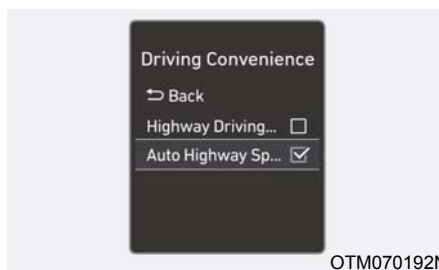 Driving Convenience
Back
Highway Driving...
Auto Highway Sp...
OTM070192N